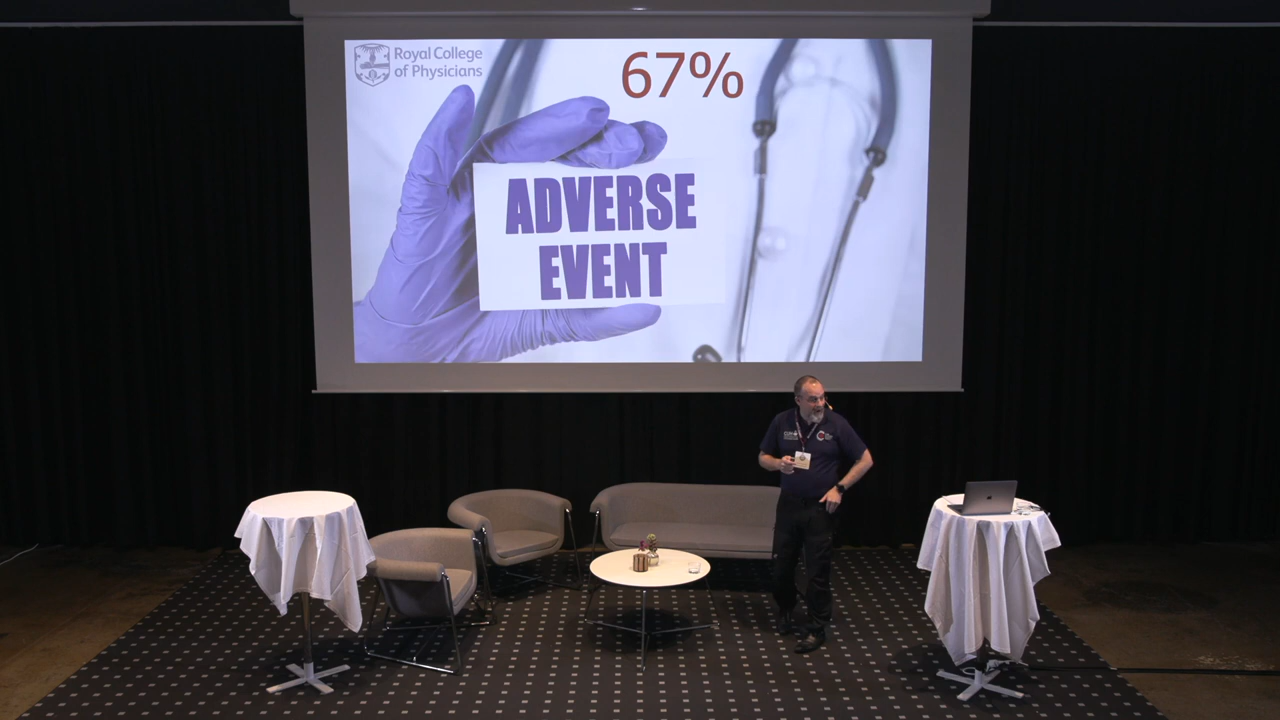 Royal College
of Physicians
67%
ADVERSE
EVENT